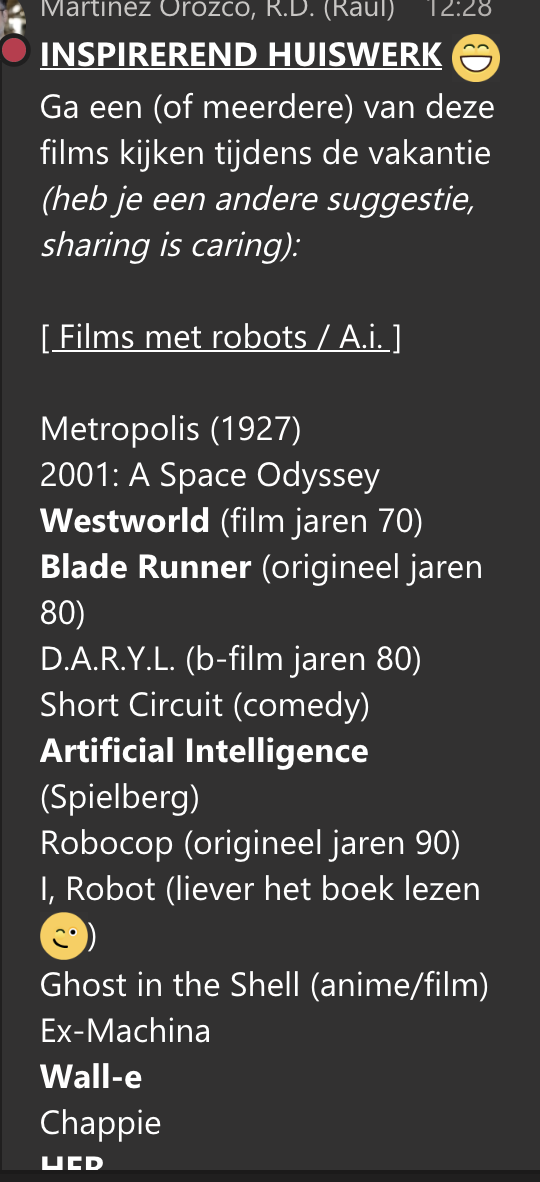 Martinez Orozco, R.D. (Raul) 12:28
INSPIREREND HUISWERK 😁
Ga een (of meerdere) van deze
films kijken tijdens de vakantie
(heb je een andere suggestie,
sharing is caring):
[ Films met robots / A.i. ]
Metropolis (1927)
2001: A Space Odyssey
Westworld (film jaren 70)
Blade Runner (origineel jaren
80)
D.A.R.Y.L. (b-film jaren 80)
Short Circuit (comedy)
Artificial Intelligence
(Spielberg)
Robocop (origineel jaren 90)
I, Robot (liever het boek lezen
😉)
Ghost in the Shell (anime/film)
Ex-Machina
Wall-e
Chappie
HER